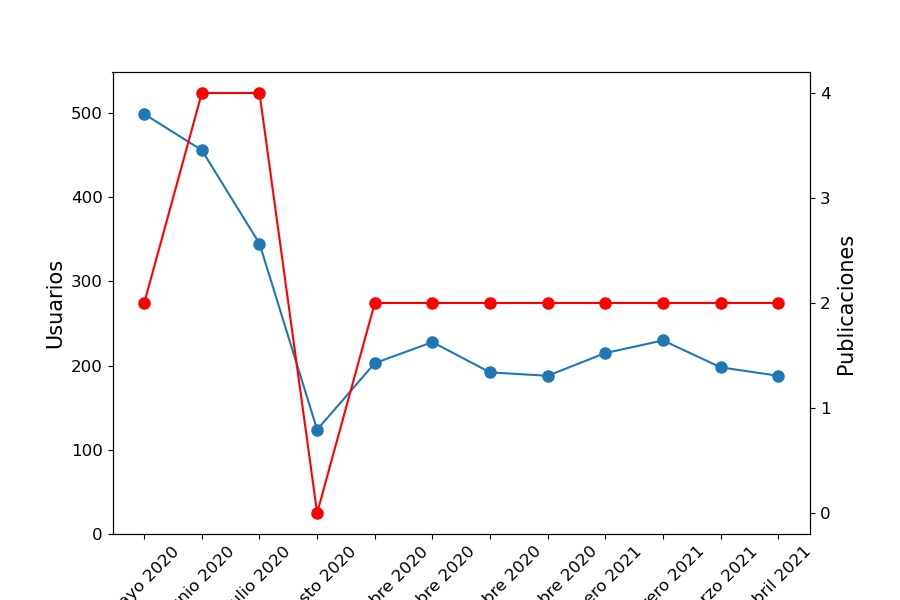 500
400
300
200
100
0
Usuarios
4
3
2
1
0
Publicaciones
ayo 2020
nio 2020
ulio 2020
sto 2020
bre 2020
bre 2020
bre 2020
bre 2020
ero 2021
ero 2021
rzo 2021
bril 2021